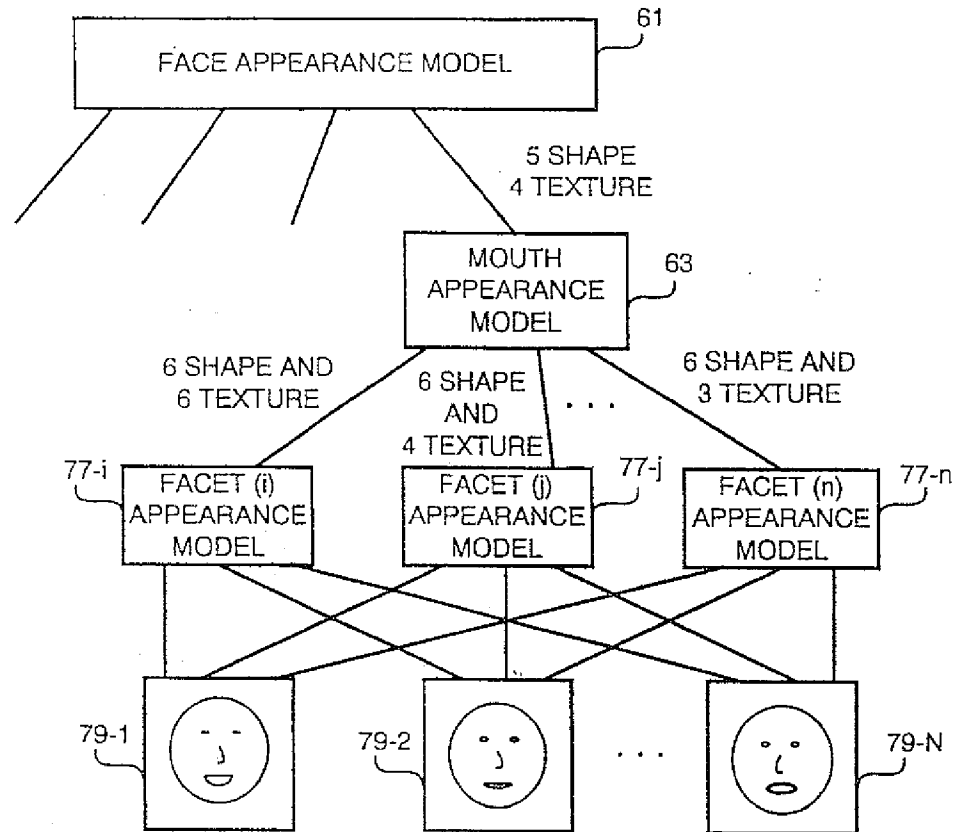 61
FACE APPEARANCE MODEL
5 SHAPE
4 TEXTURE
MOUTH
APPEARANCE
MODEL
63
6 SHAPE AND
6 TEXTURE
6 SHAPE
AND
4 TEXTURE
. . .
6 SHAPE AND
3 TEXTURE
77-i
FACET (i)
APPEARANCE
MODEL
77-j
FACET (j)
APPEARANCE
MODEL
77-n
FACET (n)
APPEARANCE
MODEL
79-1
79-2
. . .
79-N